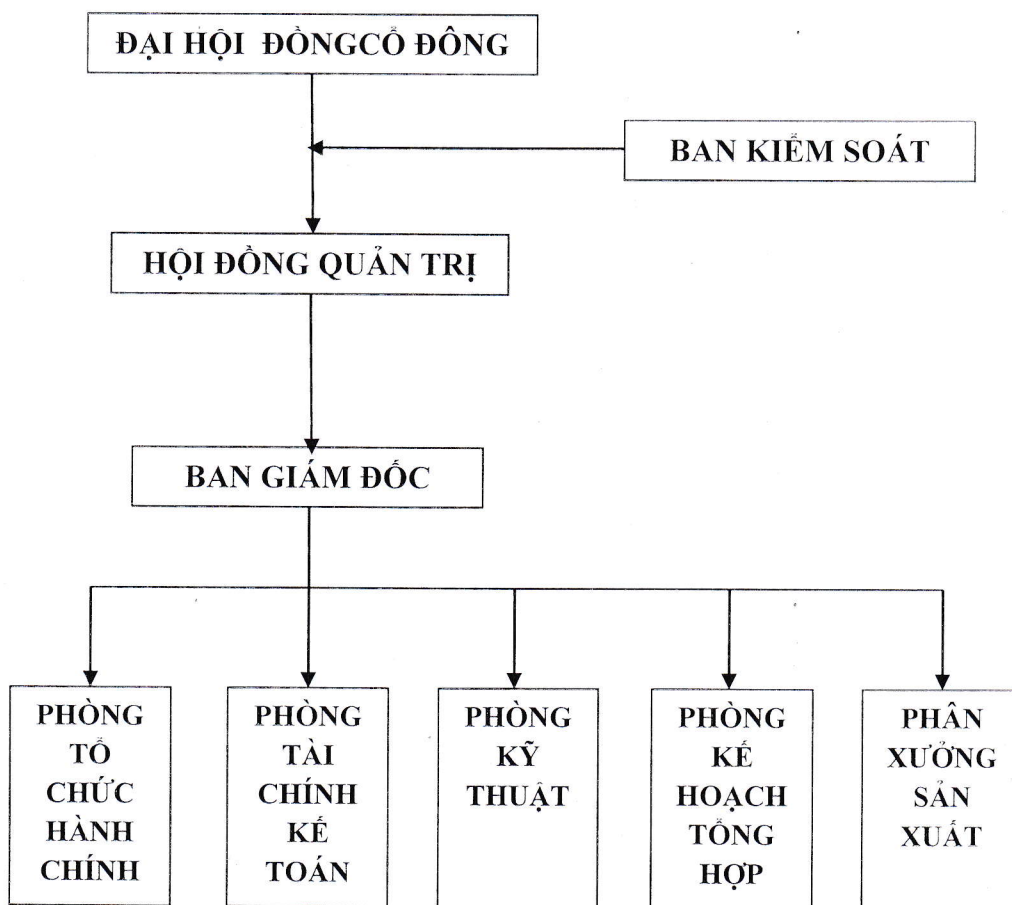 ĐẠI HỘI ĐỒNGCỔ ĐÔNG
BAN KIỂM SOÁT
HỘI ĐỒNG QUẢN TRỊ
BAN GIÁM ĐỐC
PHÒNG
TỔ
CHỨC
HÀNH
CHÍNH
PHÒNG
TÀI
CHÍNH
KẾ
TOÁN
PHÒNG
KỸ
THUẬT
PHÒNG
KẾ
HOẠCH
TỔNG
HỢP
PHÂN
XƯỞNG
SẢN
XUẤT